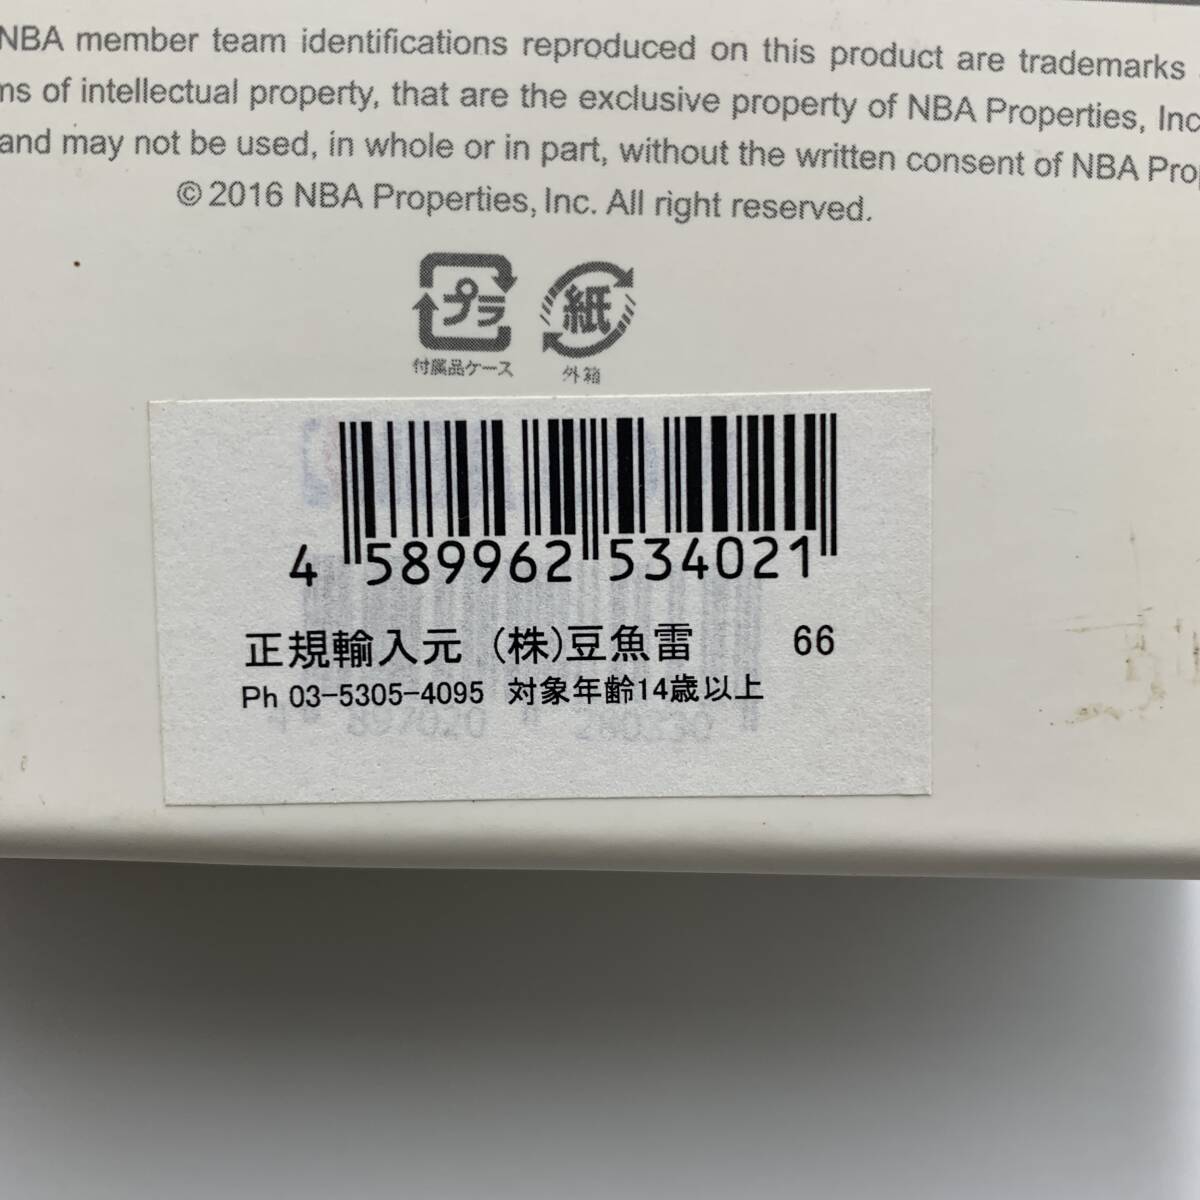 NBA member team identifications reproduced on this product are trademarks
ms of intellectual property, that are the exclusive property of NBA Properties, Inc
and may not be used, in whole or in part, without the written consent of NBA Prop
© 2016 NBA Properties, Inc. All right reserved.
プラ 紙
付属品ケース 外箱
4 589962 534021
正規輸入元 (株)豆魚雷 66
Ph 03-5305-4095 対象年齢14歳以上